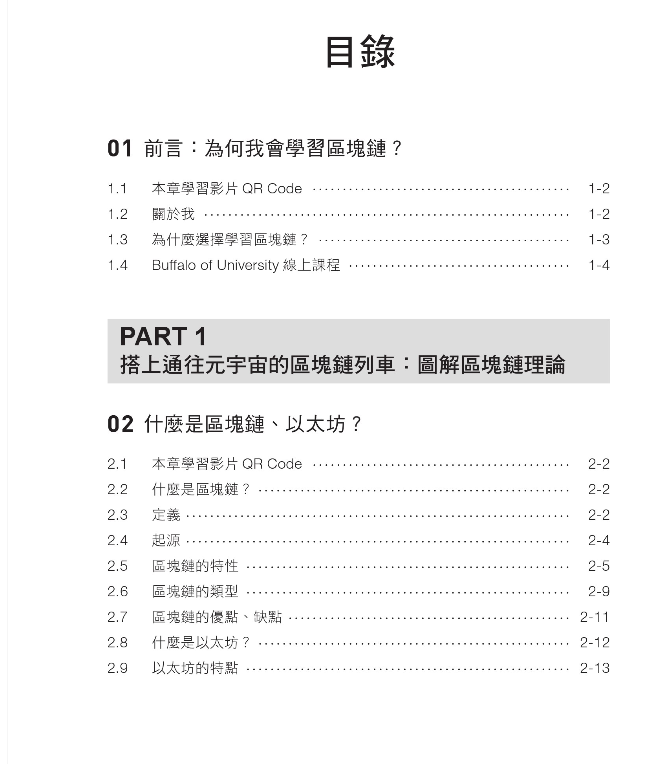 目錄
01 前言：為何我會學習區塊鏈？
1.1 本章學習影片 QR Code 1-2
1.2 關於我 1-2
1.3 為什麼選擇學習區塊鏈？ 1-3
1.4 Buffalo of University 線上課程 1-4
PART 1
搭上通往元宇宙的區塊鏈列車：圖解區塊鏈理論
02 什麼是區塊鏈、以太坊？
2.1 本章學習影片 QR Code 2-2
2.2 什麼是區塊鏈？ 2-2
2.3 定義 2-2
2.4 起源 2-4
2.5 區塊鏈的特性 2-5
2.6 區塊鏈的類型 2-9
2.7 區塊鏈的優點、缺點 2-11
2.8 什麼是以太坊？ 2-12
2.9 以太坊的特點 2-13